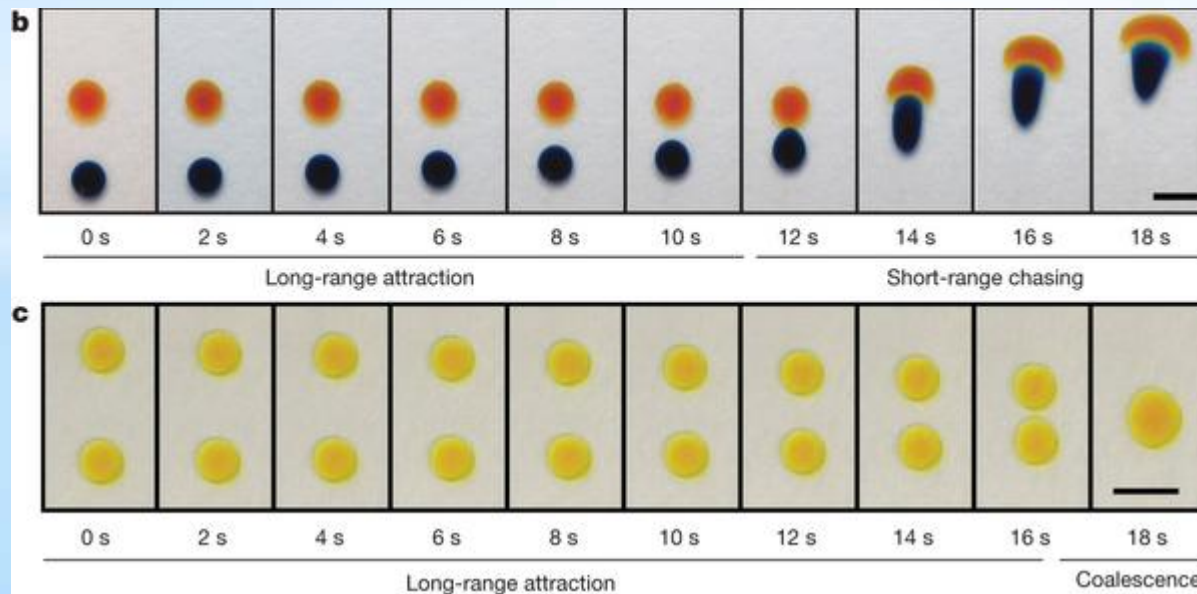 b
0 s 2 s 4 s 6 s 8 s 10 s 12 s 14 s 16 s 18 s
Long-range attraction Short-range chasing
c
0 s 2 s 4 s 6 s 8 s 10 s 12 s 14 s 16 s 18 s
Long-range attraction Coalescence